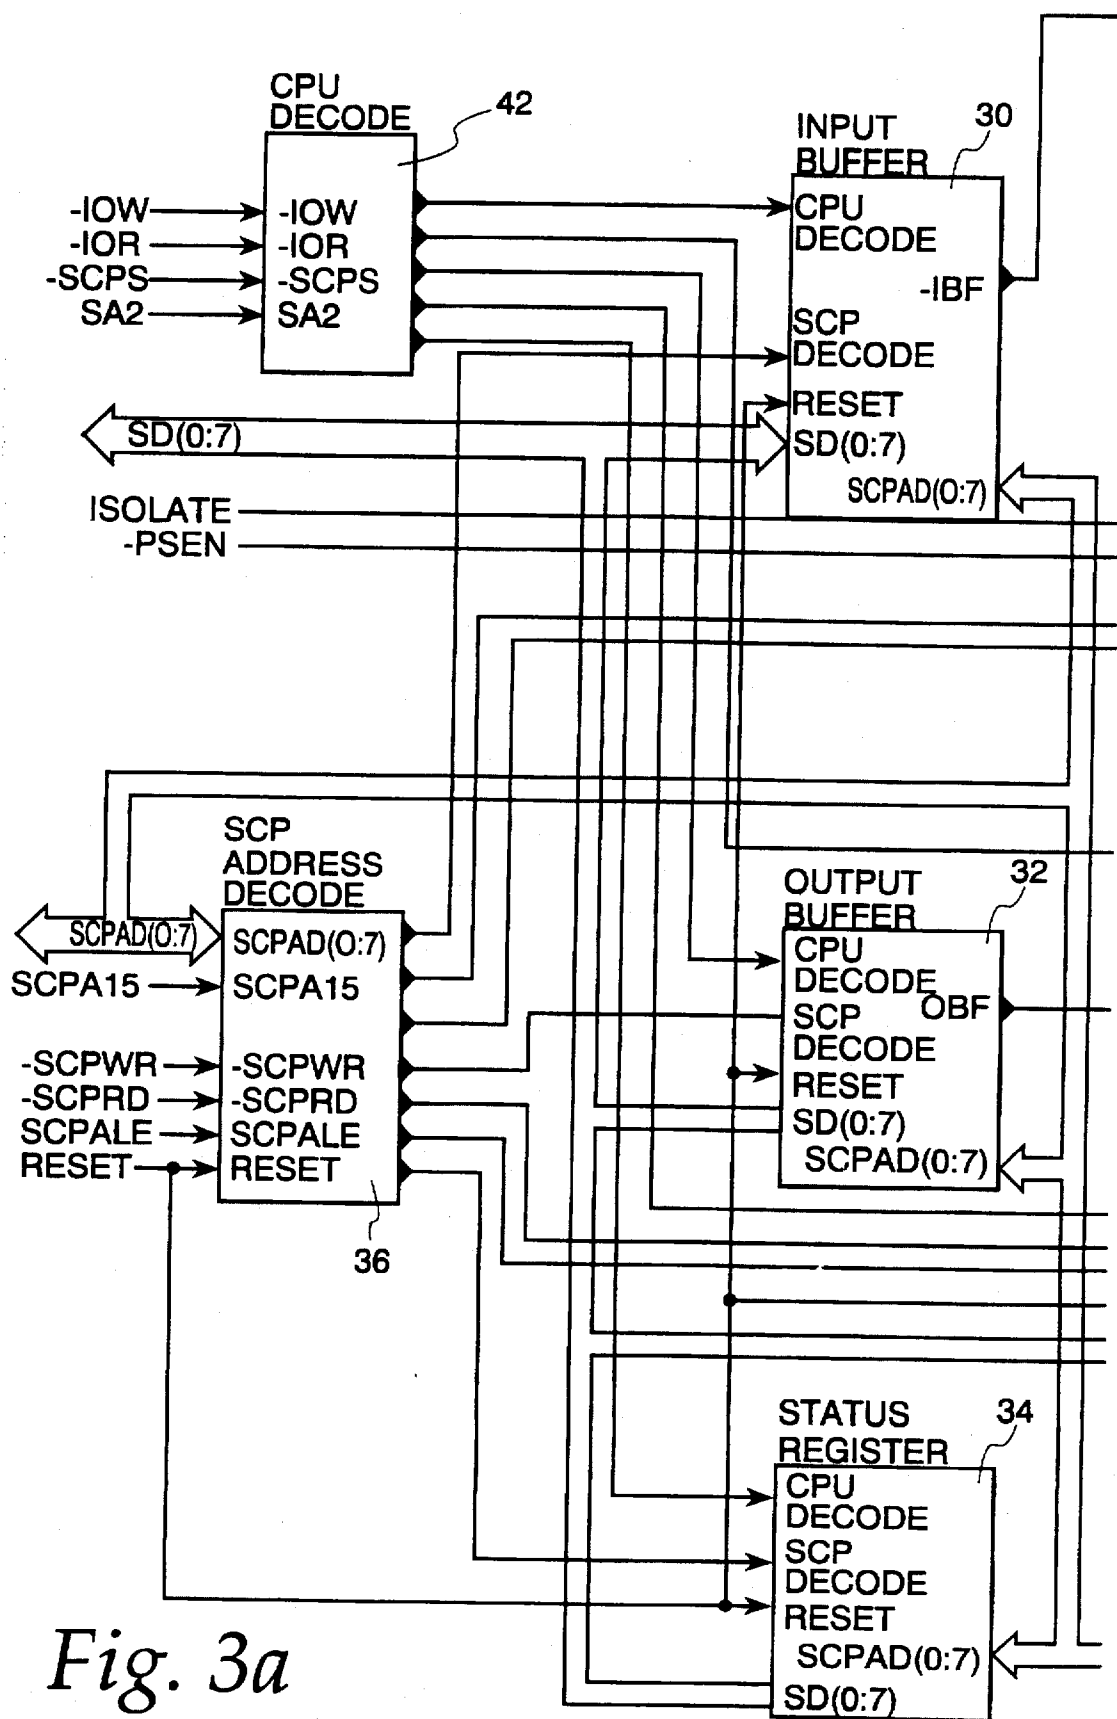 CPU
DECODE
42
-IOW
-IOR
-SCPS
SA2
-IOW
-IOR
-SCPS
SA2
INPUT
BUFFER
30
CPU
DECODE
-IBF
SCP
DECODE
RESET
SD(0:7)
SCPAD(0:7)
SD(0:7)
ISOLATE
-PSEN
SCP
ADDRESS
DECODE
SCPAD(0:7)
SCPA15
-SCPWR
-SCPRD
SCPALE
RESET
SCPAD(0:7)
SCPA15
-SCPWR
-SCPRD
SCPALE
RESET
36
OUTPUT
BUFFER
32
CPU
DECODE
OBF
SCP
DECODE
RESET
SD(0:7)
SCPAD(0:7)
STATUS
REGISTER
34
CPU
DECODE
SCP
DECODE
RESET
SCPAD(0:7)
SD(0:7)
Fig. 3a